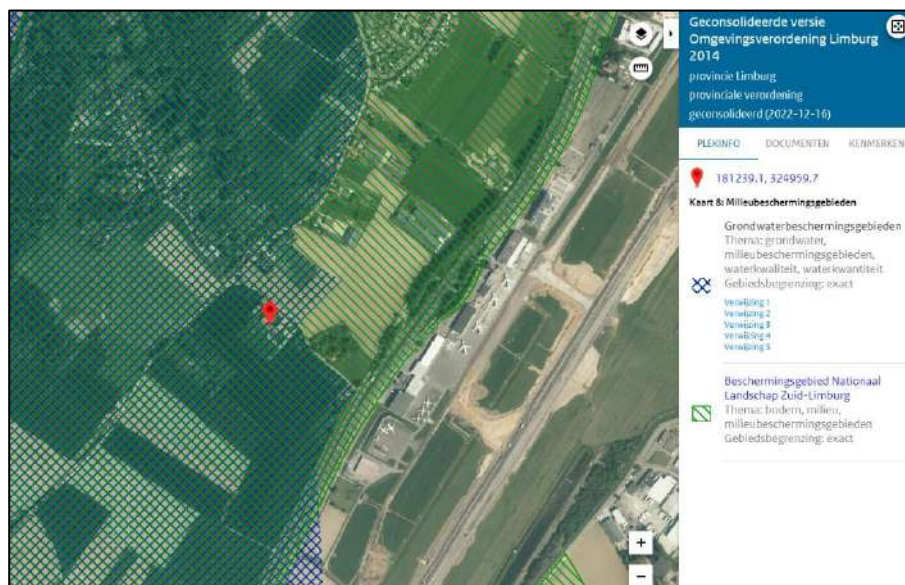 Geconsolideerde versie
Omgevingsverordening Limburg
2014
provincie Limburg
provinciale verordening
geconsolideerd (2022-12-16)
PLEKINFO DOCUMENTEN KENMERKEN
181239.1, 324959.7
Kaart 8: Milieubeschermingsgebieden
Grondwaterbeschermingsgebieden
Thema: grondwater,
milieubeschermingsgebieden,
waterkwaliteit, waterkwantiteit
Gebiedsbegrenzing: exact
Verwijzing 1
Verwijzing 2
Verwijzing 3
Verwijzing 4
Verwijzing 5
Beschermingsgebied Nationaal
Landschap Zuid-Limburg
Thema: bodem, milieu,
milieubeschermingsgebieden
Gebiedsbegrenzing: exact